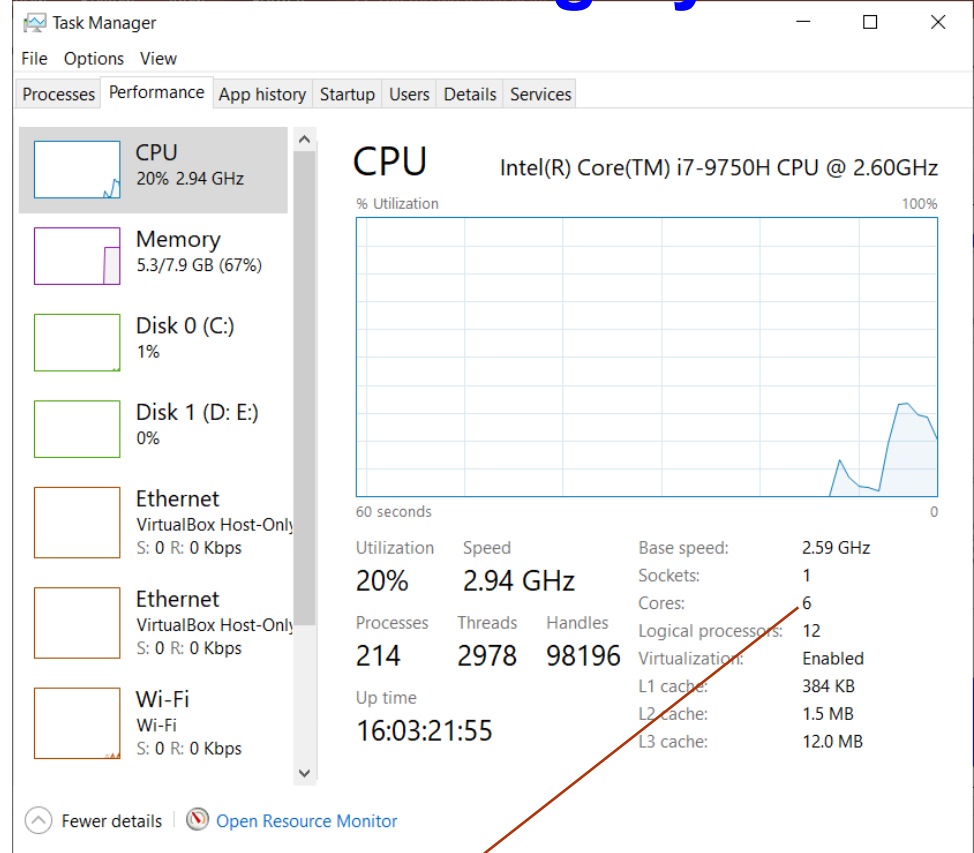 Task Manager
File Options View
Processes Performance App history Startup Users Details Services
CPU
20% 2.94 GHz
Memory
5.3/7.9 GB (67%)
Disk 0 (C:)
1%
Disk 1 (D: E:)
0%
Ethernet
VirtualBox Host-Only
S: 0 R: 0 Kbps
Ethernet
VirtualBox Host-Only
S: 0 R: 0 Kbps
Wi-Fi
Wi-Fi
S: 0 R: 0 Kbps
CPU Intel(R) Core(TM) i7-9750H CPU @ 2.60GHz
% Utilization 100%
60 seconds 0
Utilization Speed
20% 2.94 GHz
Processes Threads Handles
214 2978 98196
Up time
16:03:21:55
Base speed: 2.59 GHz
Sockets: 1
Cores: 6
Logical processors: 12
Virtualization: Enabled
L1 cache: 384 KB
L2 cache: 1.5 MB
L3 cache: 12.0 MB
Fewer details Open Resource Monitor